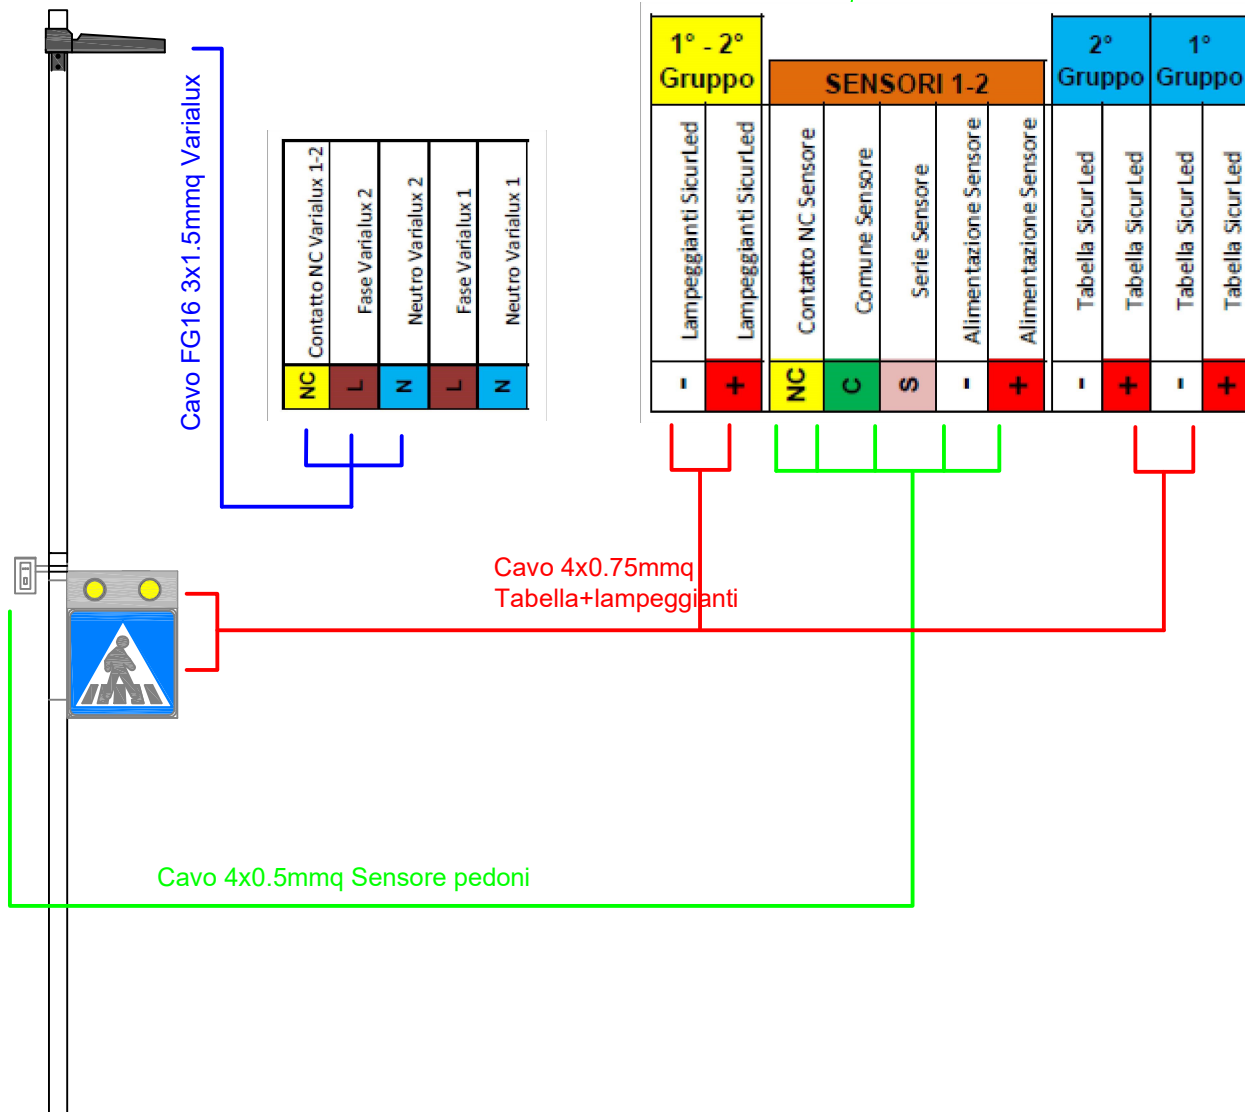 Cavo FG16 3x1.5mmq Varialux
Contatto NC Varialux 1-2
Fase Varialux 2
Neutro Varialux 2
Fase Varialux 1
Neutro Varialux 1
NC
L
N
L
N
1° - 2°
Gruppo
SENSORI 1-2
2°
Gruppo
1°
Gruppo
Lampeggianti SicurLed
Lampeggianti SicurLed
Contatto NC Sensore
Comune Sensore
Serie Sensore
Alimentazione Sensore
Alimentazione Sensore
Tabella SicurLed
Tabella SicurLed
Tabella SicurLed
Tabella SicurLed
-
+
NC
C
S
-
+
-
+
-
+
Cavo 4x0.75mmq
Tabella+lampeggianti
Cavo 4x0.5mmq Sensore pedoni